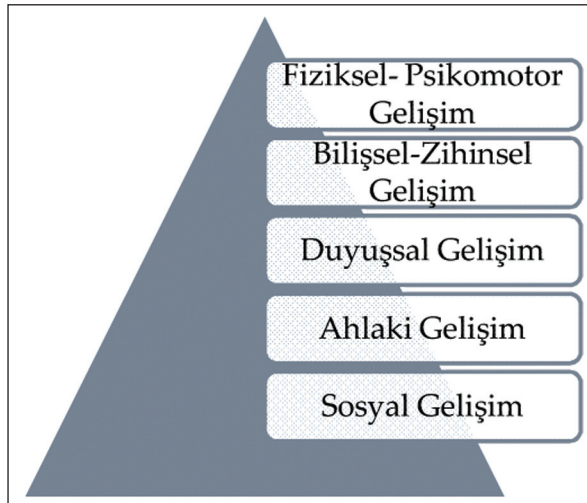 Fiziksel- Psikomotor
Gelişim
Bilişsel-Zihinsel
Gelişim
Duyuşsal Gelişim
Ahlaki Gelişim
Sosyal Gelişim